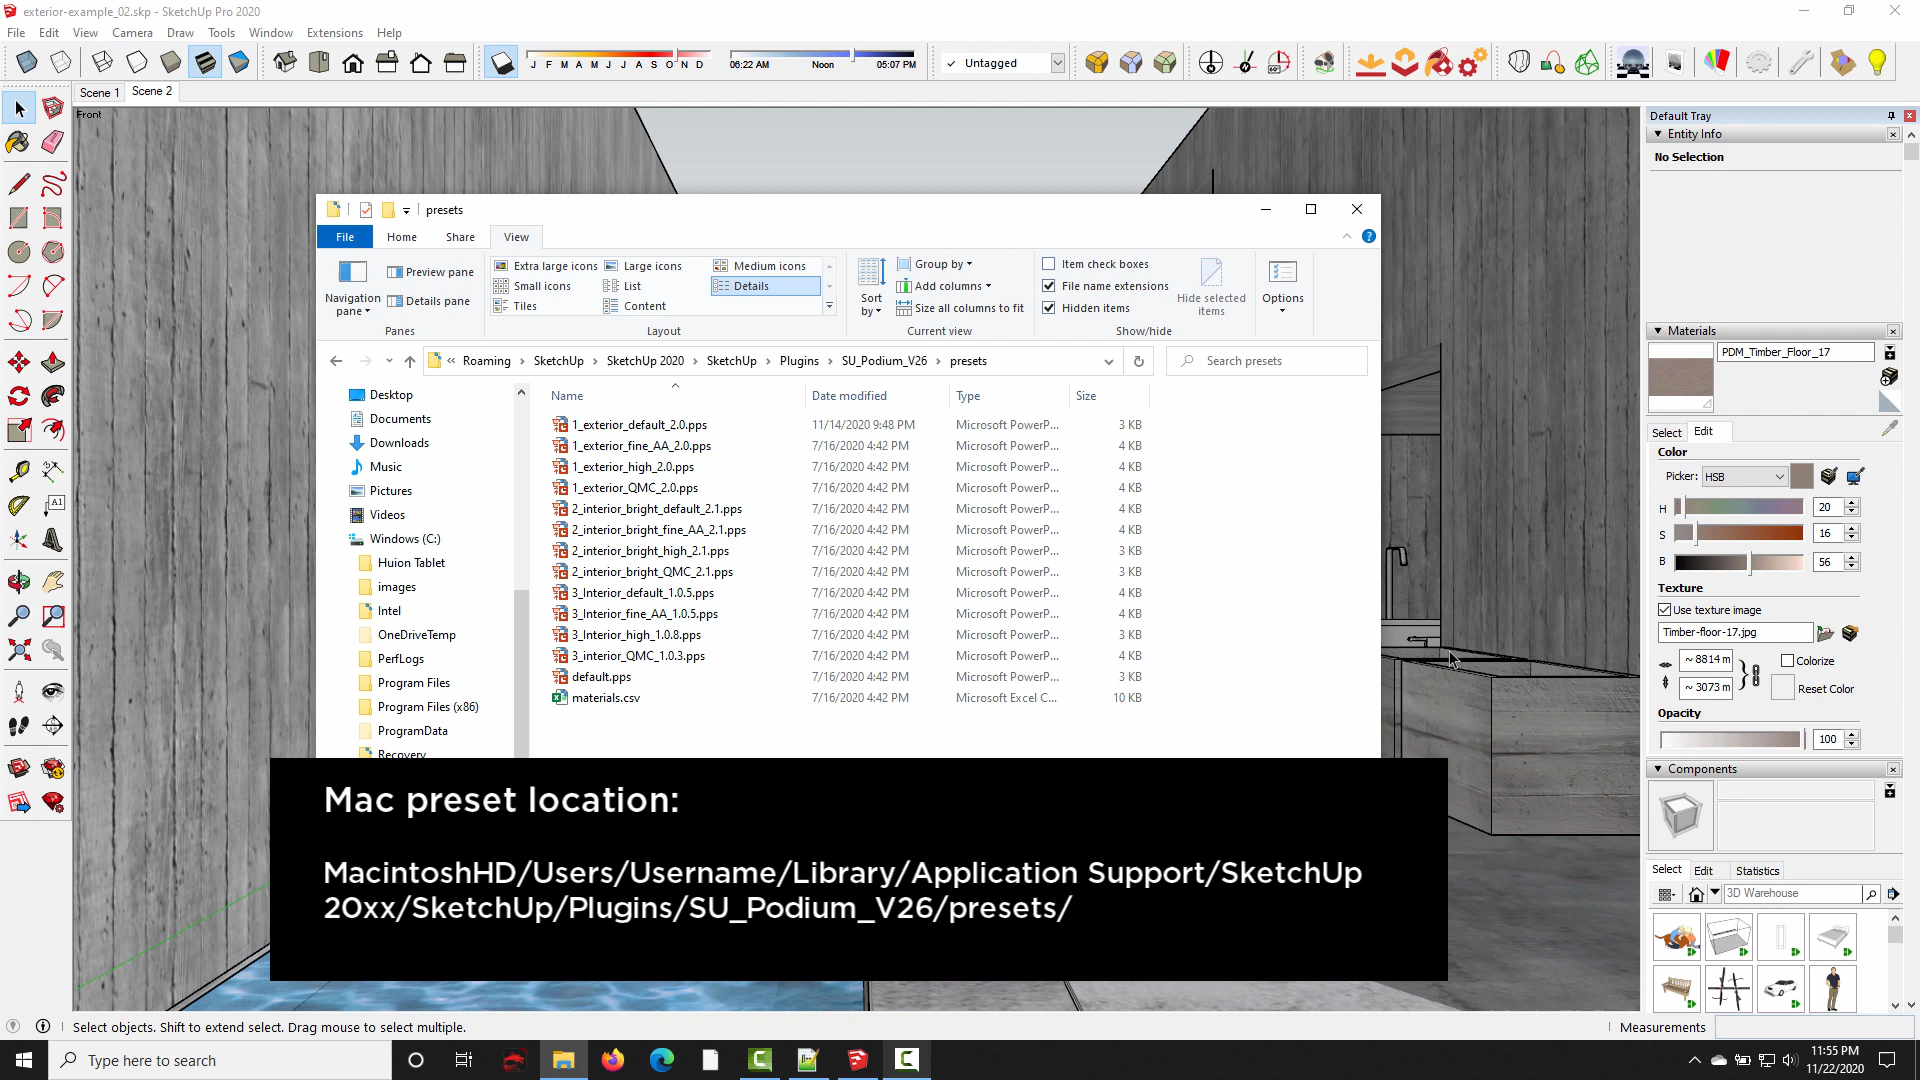 exterior-example_02.skp - SketchUp Pro 2020
File Edit View Camera Draw Tools Window Extensions Help
J F M A M J J A S O N D
06:22 AM Noon 05:07 PM
Untagged
Scene 1 Scene 2
Front
Default Tray
Entity Info
No Selection
presets
File Home Share View
Navigation pane
Preview pane
Details pane
Panes
Extra large icons Large icons Medium icons
Small icons List Details
Tiles Content
Layout
Sort by
Group by
Add columns
Size all columns to fit
Current view
Item check boxes
File name extensions
Hidden items
Hide selected items
Show/hide
Options
« Roaming › SketchUp › SketchUp 2020 › SketchUp › Plugins › SU_Podium_V26 › presets
Search presets
Desktop
Documents
Downloads
Music
Pictures
Videos
Windows (C:)
Huion Tablet
images
Intel
OneDriveTemp
PerfLogs
Program Files
Program Files (x86)
ProgramData
Recovery
Name Date modified Type Size
1_exterior_default_2.0.pps 11/14/2020 9:48 PM Microsoft PowerP... 3 KB
1_exterior_fine_AA_2.0.pps 7/16/2020 4:42 PM Microsoft PowerP... 4 KB
1_exterior_high_2.0.pps 7/16/2020 4:42 PM Microsoft PowerP... 4 KB
1_exterior_QMC_2.0.pps 7/16/2020 4:42 PM Microsoft PowerP... 4 KB
2_interior_bright_default_2.1.pps 7/16/2020 4:42 PM Microsoft PowerP... 4 KB
2_interior_bright_fine_AA_2.1.pps 7/16/2020 4:42 PM Microsoft PowerP... 4 KB
2_interior_bright_high_2.1.pps 7/16/2020 4:42 PM Microsoft PowerP... 3 KB
2_interior_bright_QMC_2.1.pps 7/16/2020 4:42 PM Microsoft PowerP... 3 KB
3_Interior_default_1.0.5.pps 7/16/2020 4:42 PM Microsoft PowerP... 4 KB
3_Interior_fine_AA_1.0.5.pps 7/16/2020 4:42 PM Microsoft PowerP... 4 KB
3_Interior_high_1.0.8.pps 7/16/2020 4:42 PM Microsoft PowerP... 3 KB
3_interior_QMC_1.0.3.pps 7/16/2020 4:42 PM Microsoft PowerP... 4 KB
default.pps 7/16/2020 4:42 PM Microsoft PowerP... 3 KB
materials.csv 7/16/2020 4:42 PM Microsoft Excel C... 10 KB
Mac preset location:
MacintoshHD/Users/Username/Library/Application Support/SketchUp
20xx/SketchUp/Plugins/SU_Podium_V26/presets/
Materials
PDM_Timber_Floor_17
Select Edit
Color
Picker: HSB
H 20
S 16
B 56
Texture
Use texture image
Timber-floor-17.jpg
~ 8814 m Colorize
~ 3073 m Reset Color
Opacity
100
Components
Select Edit Statistics
3D Warehouse
Select objects. Shift to extend select. Drag mouse to select multiple.
Measurements
Type here to search
11:55 PM
11/22/2020